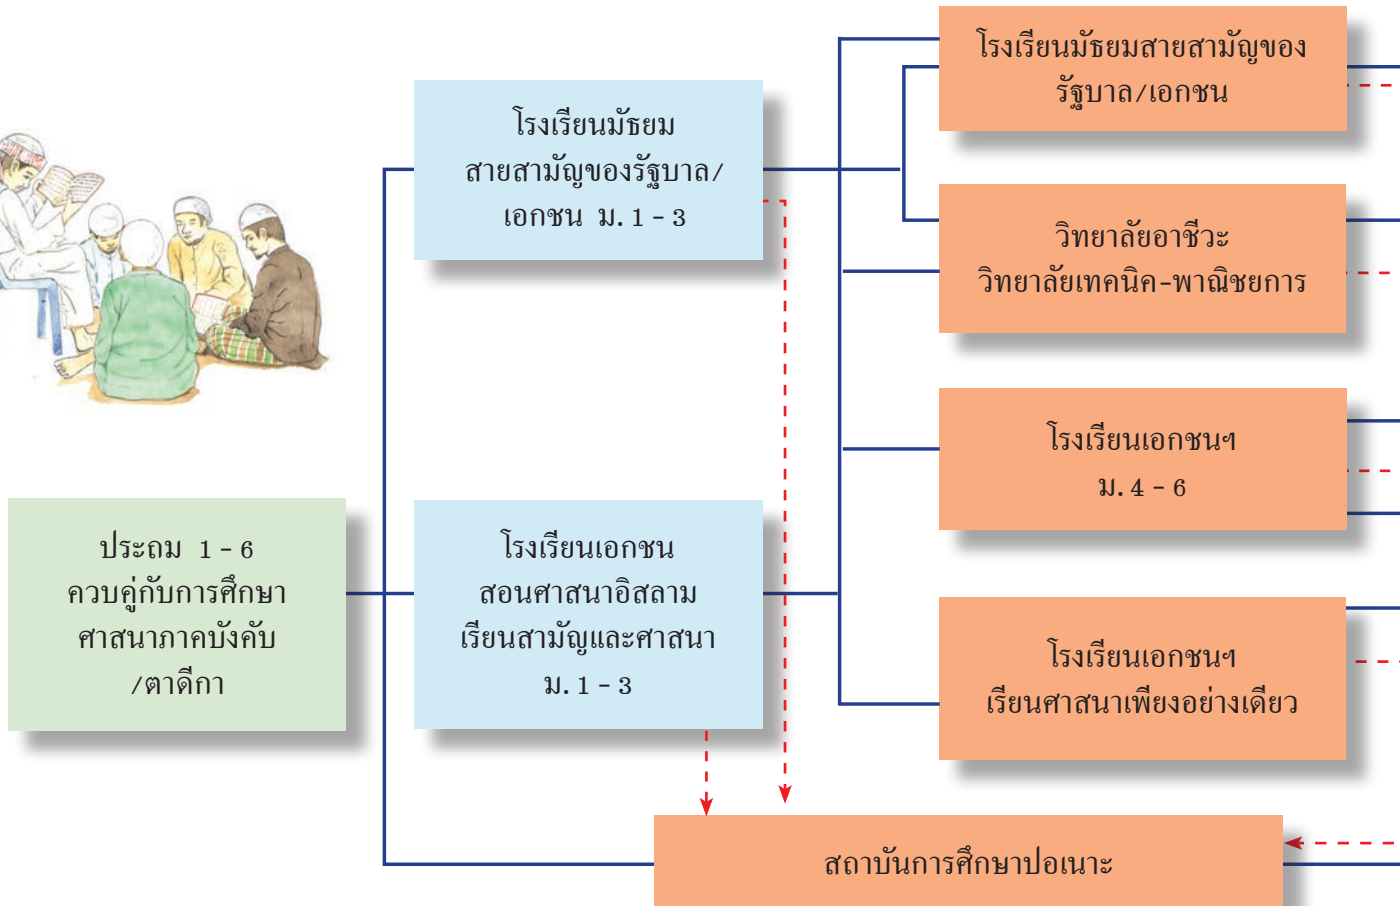 ประถม 1 - 6
ควบคู่กับการศึกษา
ศาสนาภาคบังคับ
/ตาดีกา
โรงเรียนมัธยม
สายสามัญของรัฐบาล/
เอกชน ม. 1 - 3
โรงเรียนเอกชน
สอนศาสนาอิสลาม
เรียนสามัญและศาสนา
ม. 1 - 3
โรงเรียนมัธยมสายสามัญของ
รัฐบาล/เอกชน
วิทยาลัยอาชีวะ
วิทยาลัยเทคนิค-พาณิชยการ
โรงเรียนเอกชนฯ
ม. 4 - 6
โรงเรียนเอกชนฯ
เรียนศาสนาเพียงอย่างเดียว
สถาบันการศึกษาปอเนาะ